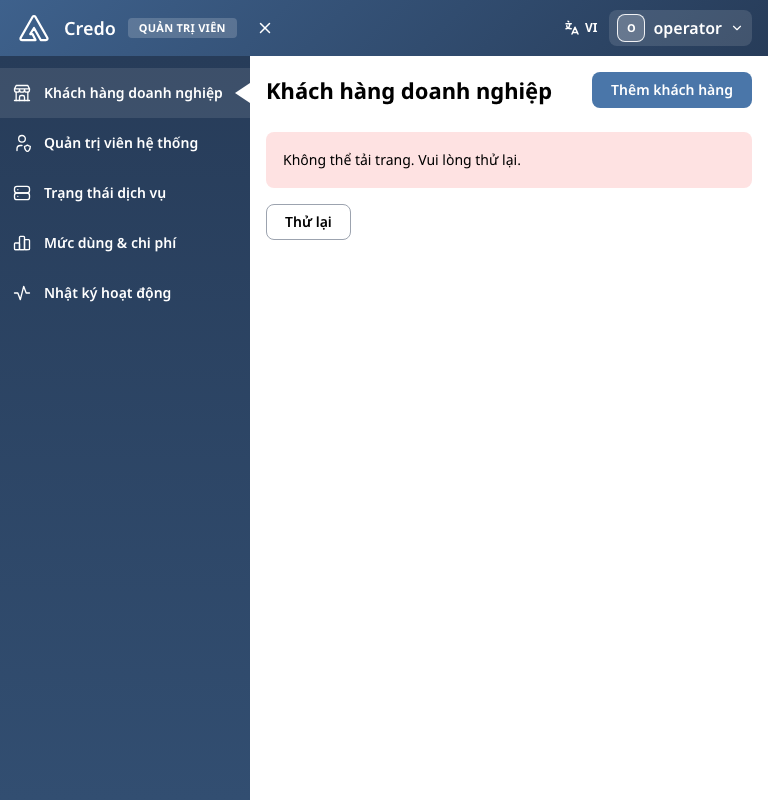 Credo
QUẢN TRỊ VIÊN
VI
O
operator
Khách hàng doanh nghiệp
Quản trị viên hệ thống
Trạng thái dịch vụ
Mức dùng & chi phí
Nhật ký hoạt động
Khách hàng doanh nghiệp
Thêm khách hàng
Không thể tải trang. Vui lòng thử lại.
Thử lại